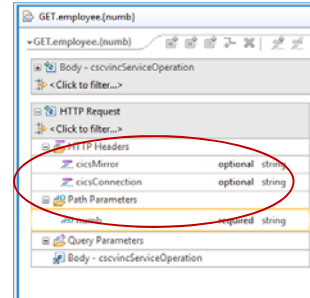 GET.employee.{numb}
GET.employee.{numb}
Body - cscvincServiceOperation
<Click to filter...>
HTTP Request
<Click to filter...>
HTTP Headers
cicsMirror optional string
cicsConnection optional string
Path Parameters
numb required string
Query Parameters
Body - cscvincServiceOperation